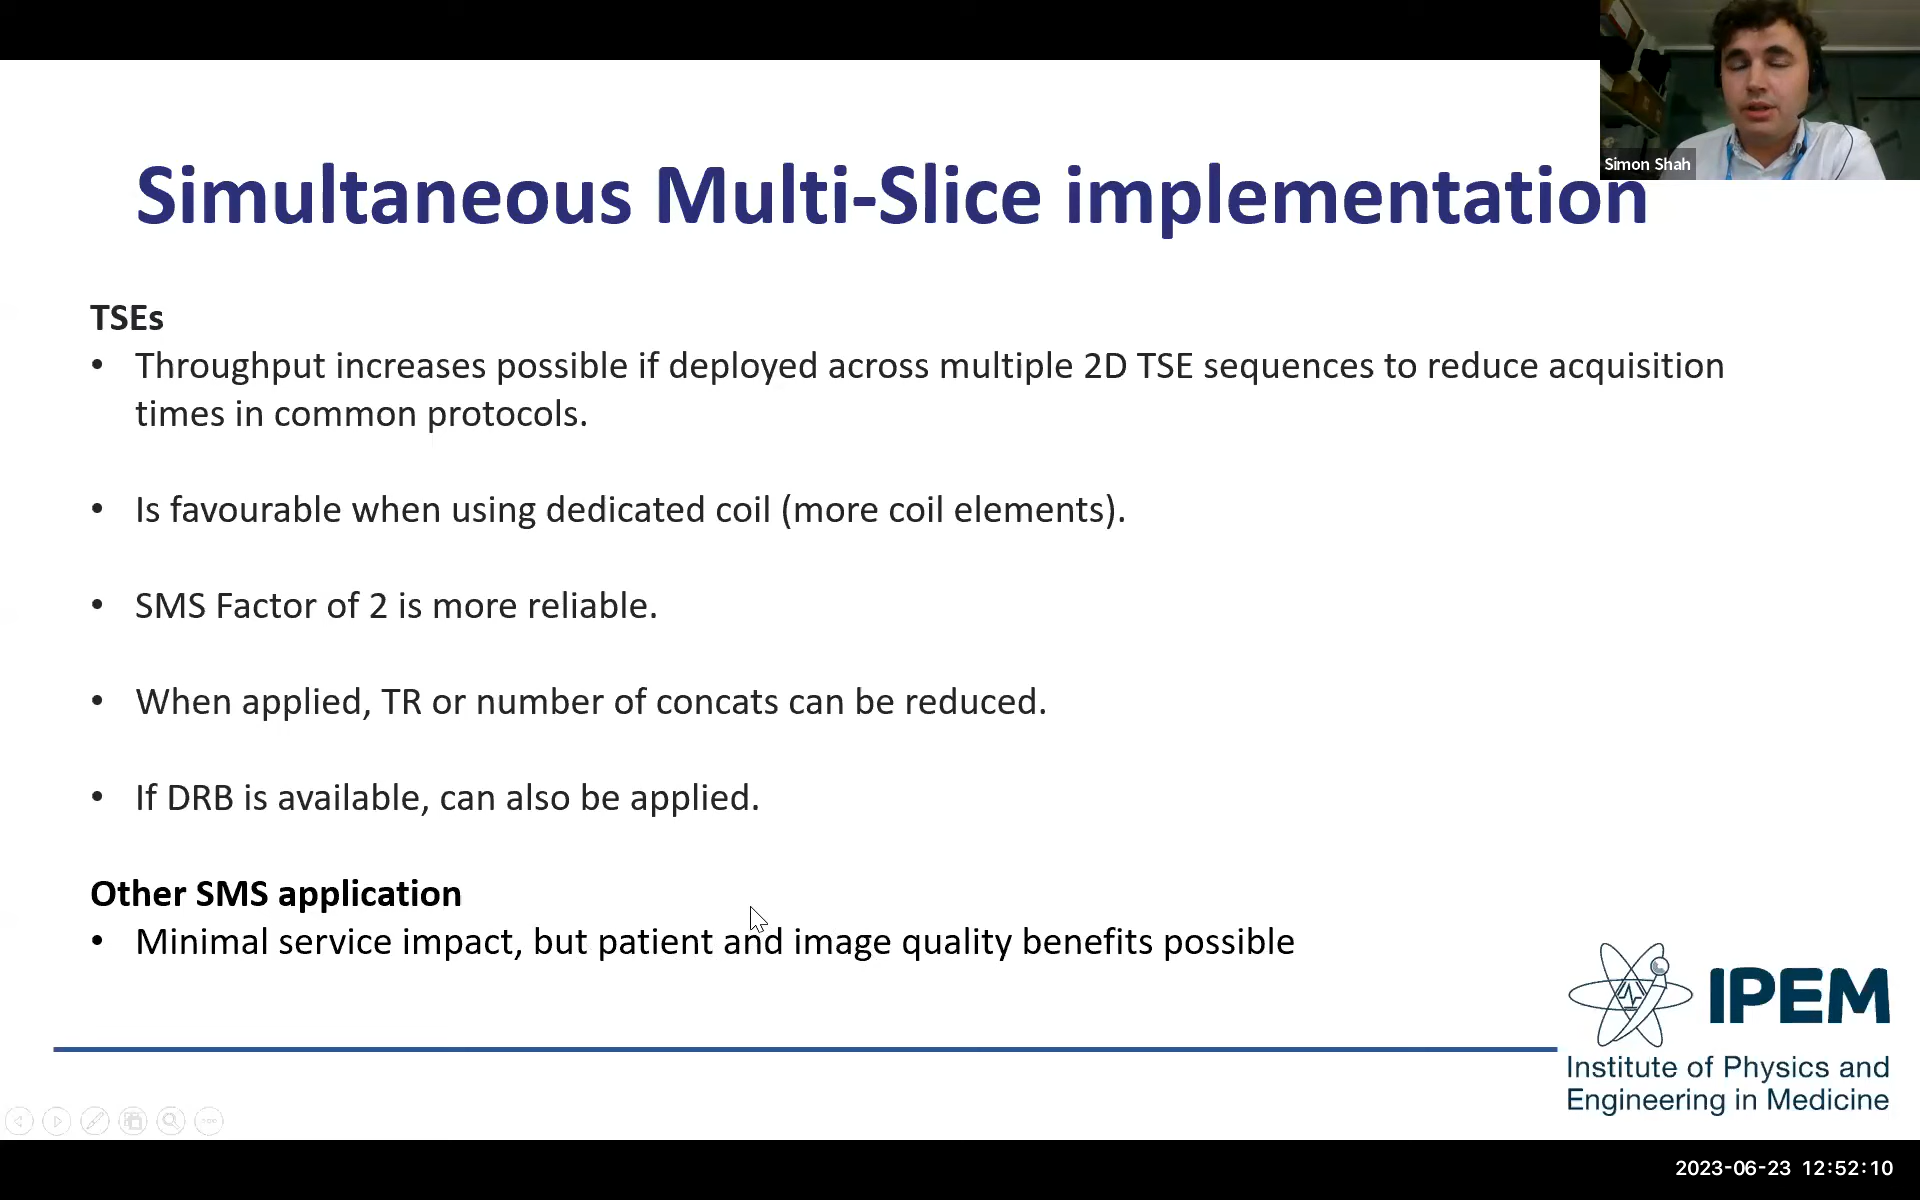 Simon Shah
Simultaneous Multi-Slice implementation
TSEs
• Throughput increases possible if deployed across multiple 2D TSE sequences to reduce acquisition
times in common protocols.
• Is favourable when using dedicated coil (more coil elements).
• SMS Factor of 2 is more reliable.
• When applied, TR or number of concats can be reduced.
• If DRB is available, can also be applied.
Other SMS application
• Minimal service impact, but patient and image quality benefits possible
IPEM
Institute of Physics and
Engineering in Medicine
2023-06-23 12:52:10